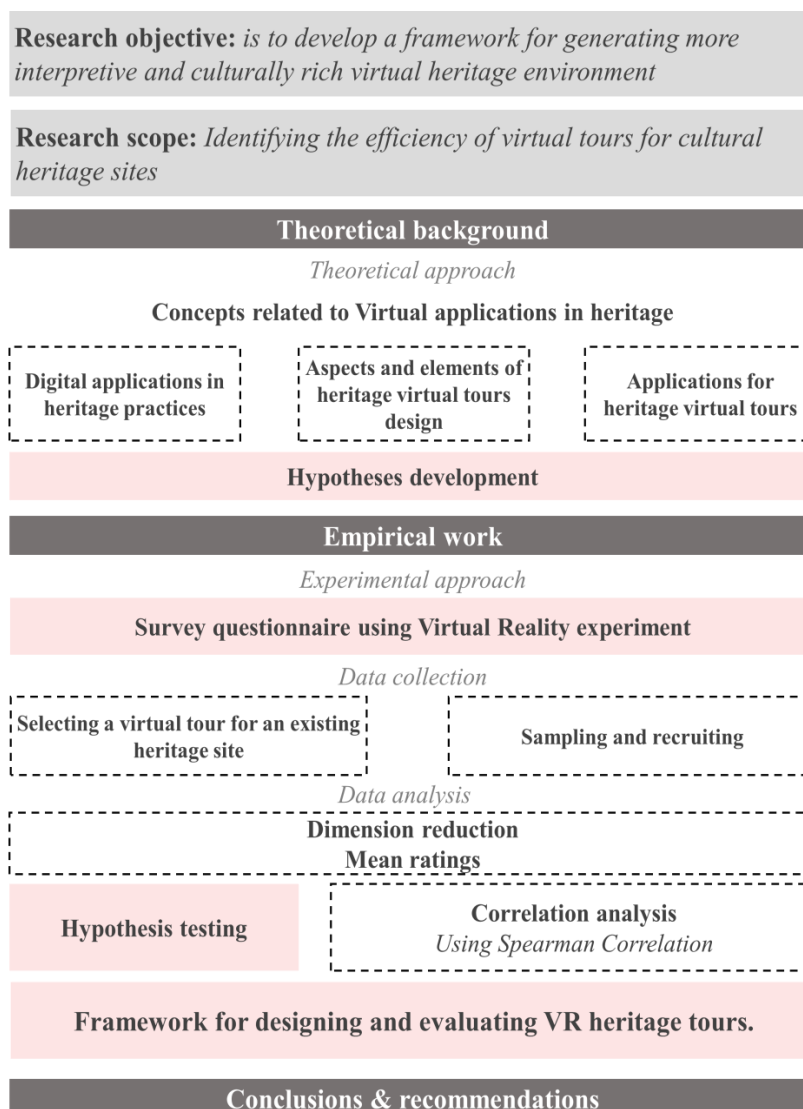 Research objective: is to develop a framework for generating more
interpretive and culturally rich virtual heritage environment
Research scope: Identifying the efficiency of virtual tours for cultural
heritage sites
Theoretical background
Theoretical approach
Concepts related to Virtual applications in heritage
Digital applications in
heritage practices
Aspects and elements of
heritage virtual tours
design
Applications for
heritage virtual tours
Hypotheses development
Empirical work
Experimental approach
Survey questionnaire using Virtual Reality experiment
Data collection
Selecting a virtual tour for an existing
heritage site
Sampling and recruiting
Data analysis
Dimension reduction
Mean ratings
Hypothesis testing
Correlation analysis
Using Spearman Correlation
Framework for designing and evaluating VR heritage tours.
Conclusions & recommendations